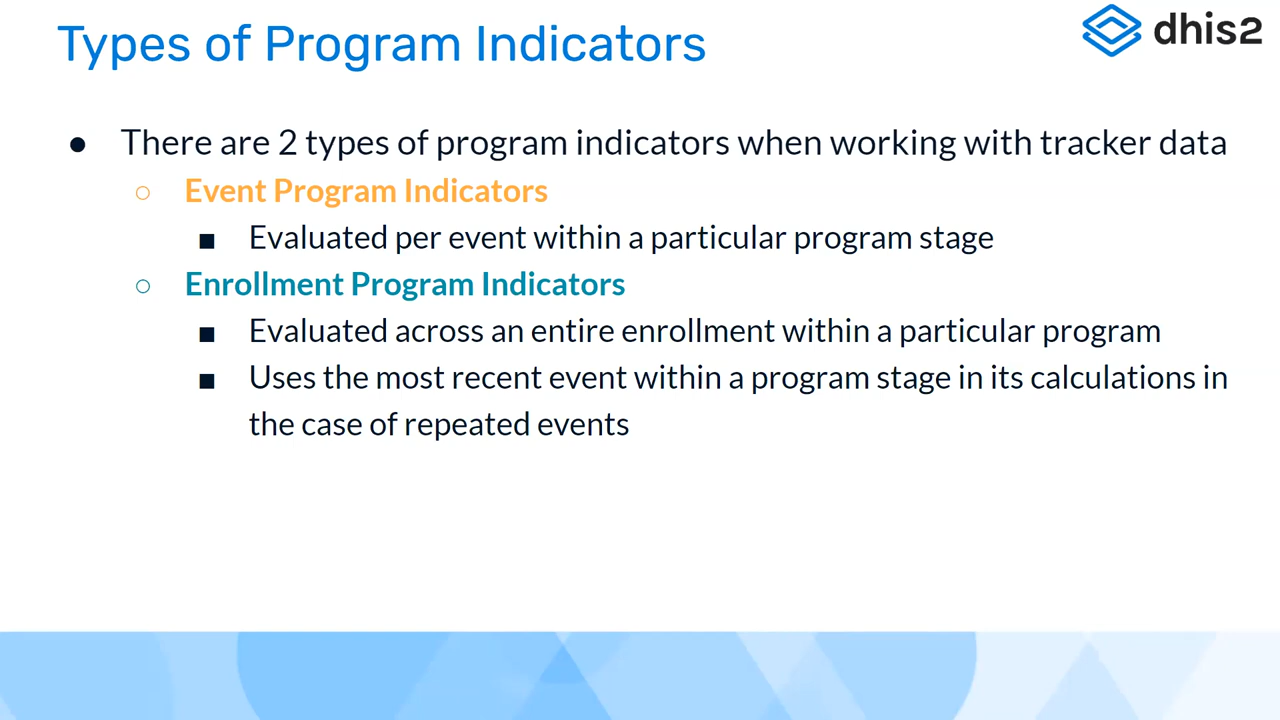 Types of Program Indicators
dhis2
● There are 2 types of program indicators when working with tracker data
○ Event Program Indicators
■ Evaluated per event within a particular program stage
○ Enrollment Program Indicators
■ Evaluated across an entire enrollment within a particular program
■ Uses the most recent event within a program stage in its calculations in
the case of repeated events